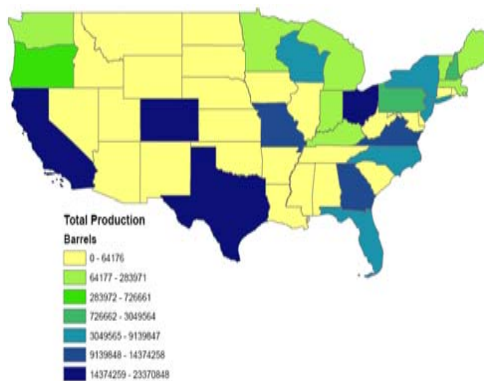 Total Production
Barrels
0 - 64176
64177 - 283971
283972 - 726661
726662 - 3049564
3049565 - 9139847
9139848 - 14374258
14374259 - 23370848